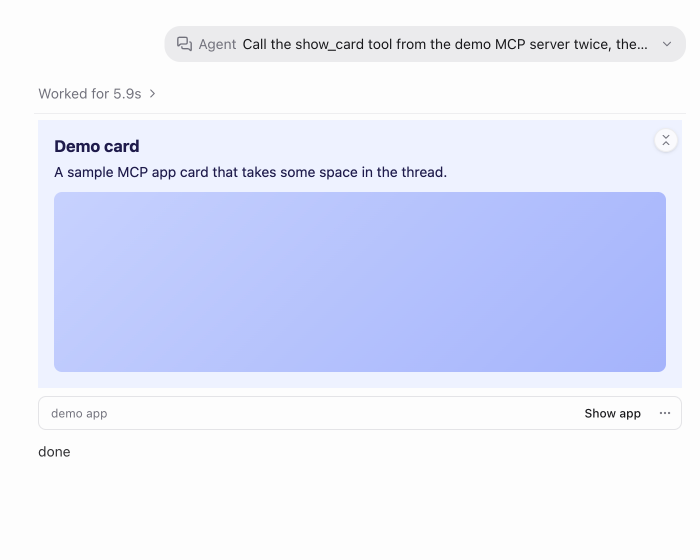 Agent Call the show_card tool from the demo MCP server twice, the...
Worked for 5.9s
Demo card
A sample MCP app card that takes some space in the thread.
demo app Show app
done